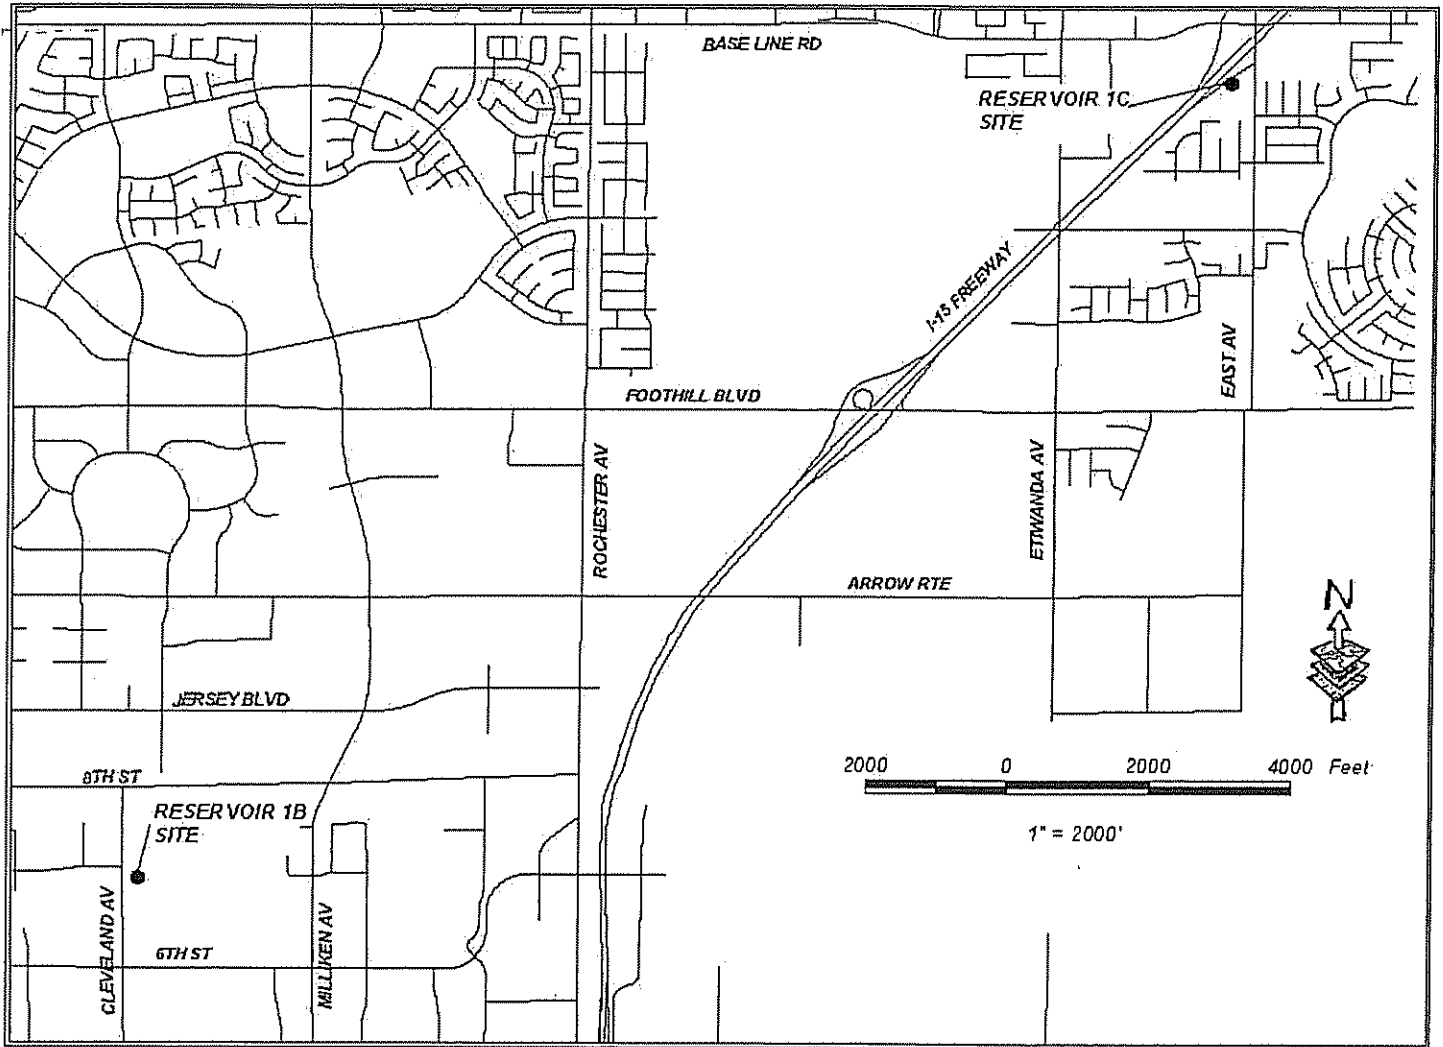 BASE LINE RD
RESERVOIR 1C
SITE
I-15 FREEWAY
EAST AV
FOOTHILL BLVD
ROCHESTER AV
ETIWANDA AV
ARROW RTE
N
JERSEY BLVD
8TH ST
2000 0 2000 4000 Feet
RESERVOIR 1B
SITE
1" = 2000'
CLEVELAND AV
MILLIKEN AV
6TH ST